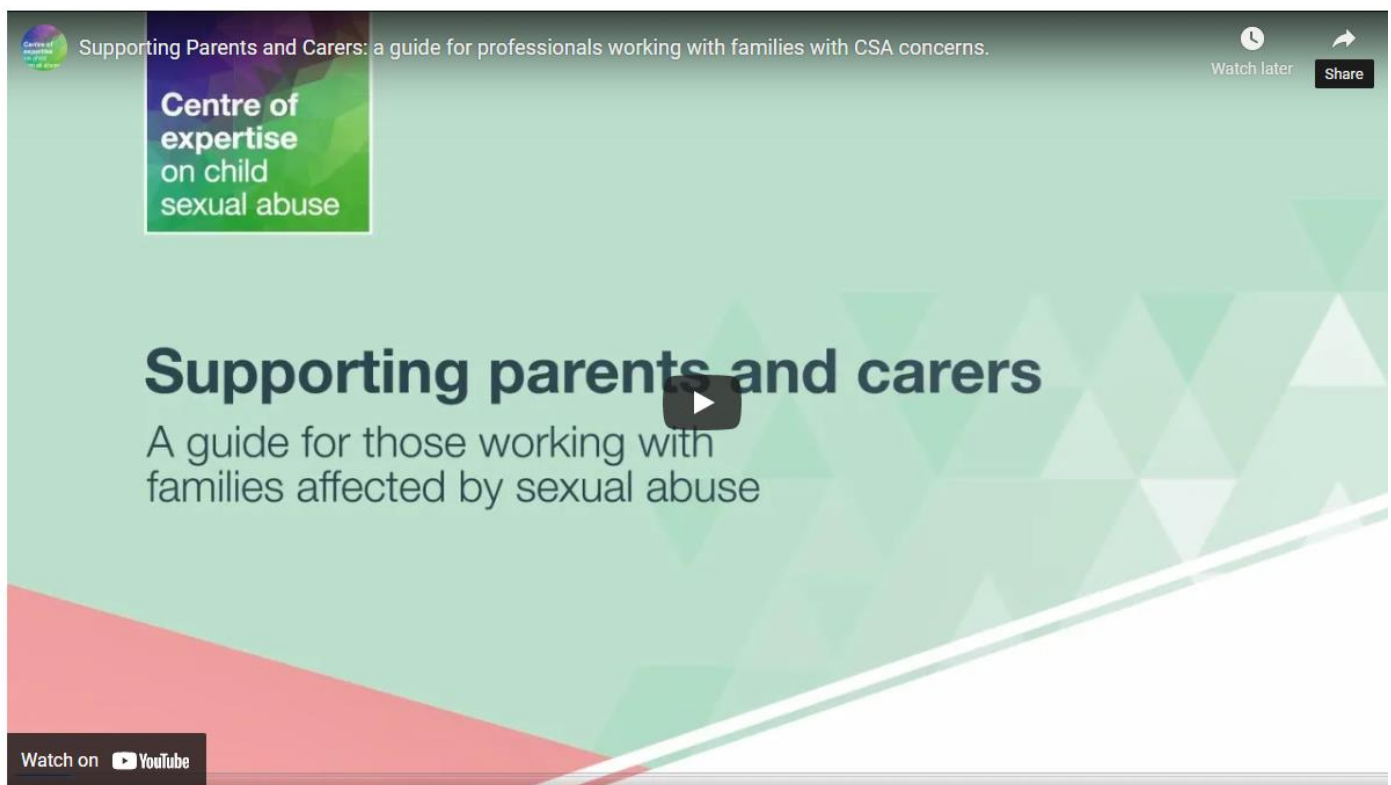 Supporting Parents and Carers: a guide for professionals working with families with CSA concerns.
Watch later
Share
Centre of
expertise
on child
sexual abuse
Supporting parents and carers
A guide for those working with
families affected by sexual abuse
Watch on YouTube